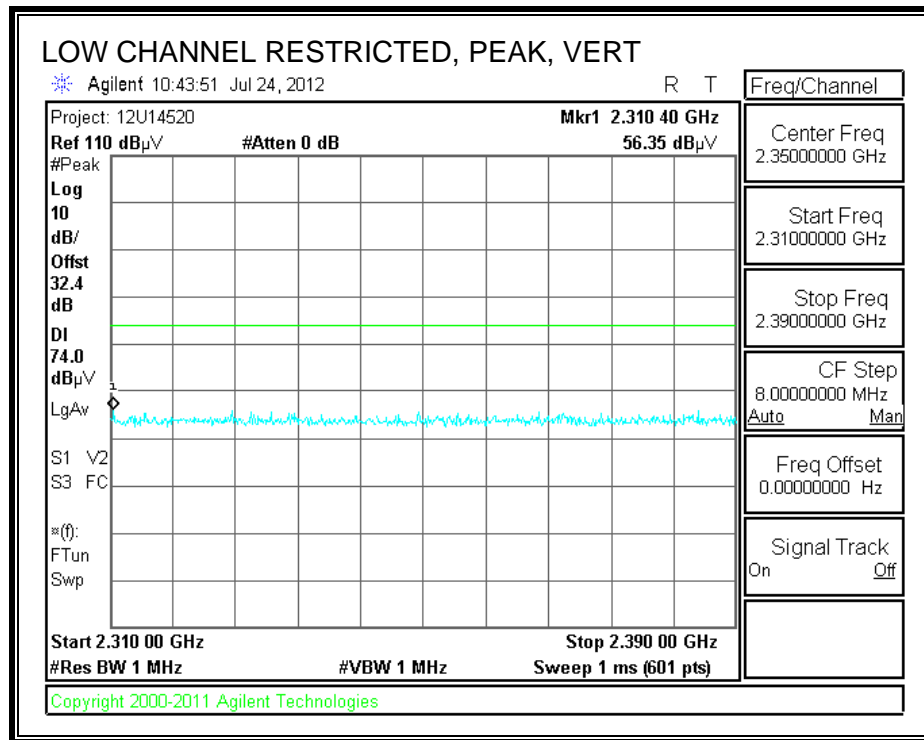 LOW CHANNEL RESTRICTED, PEAK, VERT
Agilent 10:43:51 Jul 24, 2012 R T
Project: 12U14520 Mkr1 2.310 40 GHz
Ref 110 dBµV #Atten 0 dB 56.35 dBµV
#Peak
Log
10
dB/
Offst
32.4
dB
DI
74.0
dBµV
1
LgAv
S1 V2
S3 FC
¤(f):
FTun
Swp
Start 2.310 00 GHz Stop 2.390 00 GHz
#Res BW 1 MHz #VBW 1 MHz Sweep 1 ms (601 pts)
Copyright 2000-2011 Agilent Technologies
Freq/Channel
Center Freq
2.35000000 GHz
Start Freq
2.31000000 GHz
Stop Freq
2.39000000 GHz
CF Step
8.00000000 MHz
Auto Man
Freq Offset
0.00000000 Hz
Signal Track
On Off